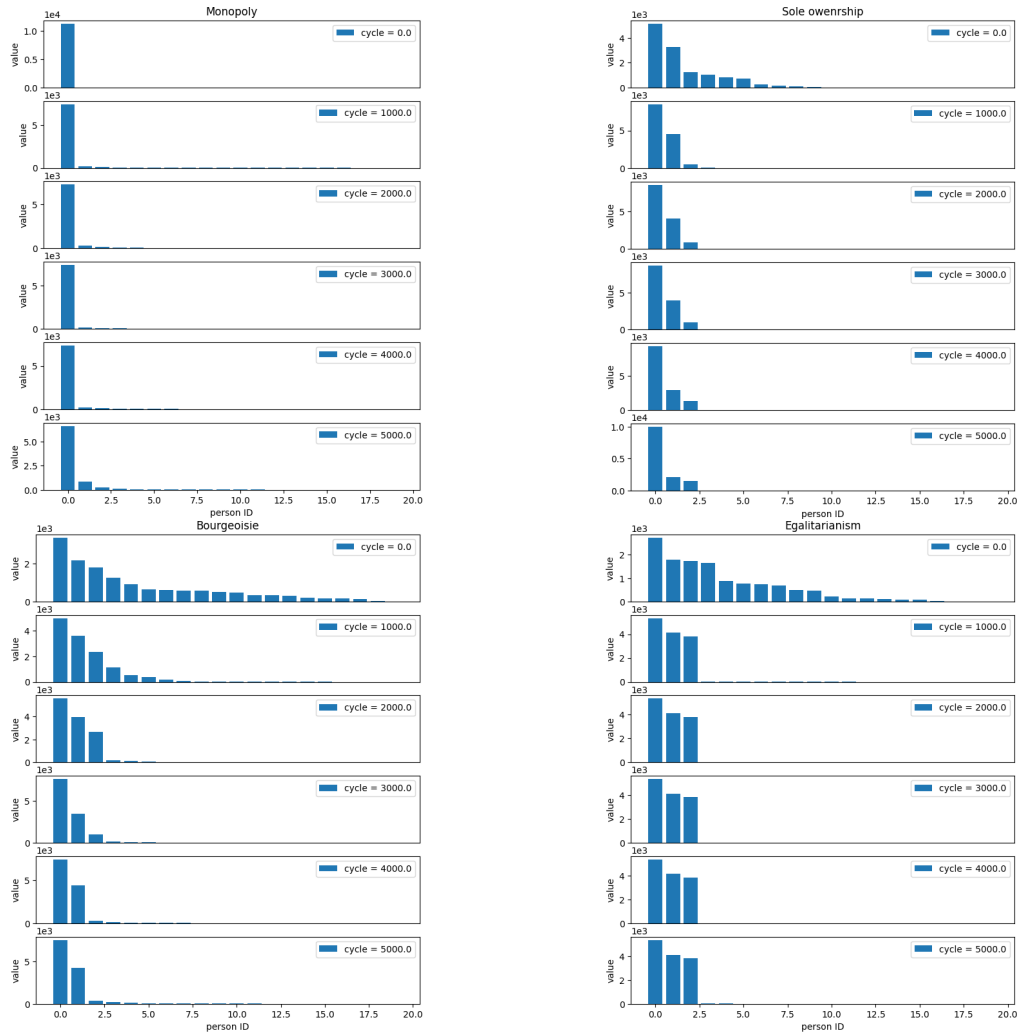 Monopoly
1e4
1.0
0.5
0.0
value
cycle = 0.0
1e3
5
0
value
cycle = 1000.0
1e3
5
0
value
cycle = 2000.0
1e3
5
0
value
cycle = 3000.0
1e3
5
0
value
cycle = 4000.0
1e3
5.0
2.5
0.0
value
cycle = 5000.0
0.0 2.5 5.0 7.5 10.0 12.5 15.0 17.5 20.0
person ID
Sole owenrship
1e3
4
2
0
value
cycle = 0.0
1e3
5
0
value
cycle = 1000.0
1e3
5
0
value
cycle = 2000.0
1e3
5
0
value
cycle = 3000.0
1e3
5
0
value
cycle = 4000.0
1e4
1.0
0.5
0.0
value
cycle = 5000.0
0.0 2.5 5.0 7.5 10.0 12.5 15.0 17.5 20.0
person ID
Bourgeoisie
1e3
2
0
value
cycle = 0.0
1e3
4
2
0
value
cycle = 1000.0
1e3
4
2
0
value
cycle = 2000.0
1e3
5
0
value
cycle = 3000.0
1e3
5
0
value
cycle = 4000.0
1e3
5
0
value
cycle = 5000.0
0.0 2.5 5.0 7.5 10.0 12.5 15.0 17.5 20.0
person ID
Egalitarianism
1e3
2
1
0
value
cycle = 0.0
1e3
4
2
0
value
cycle = 1000.0
1e3
4
2
0
value
cycle = 2000.0
1e3
4
2
0
value
cycle = 3000.0
1e3
4
2
0
value
cycle = 4000.0
1e3
4
2
0
value
cycle = 5000.0
0.0 2.5 5.0 7.5 10.0 12.5 15.0 17.5 20.0
person ID